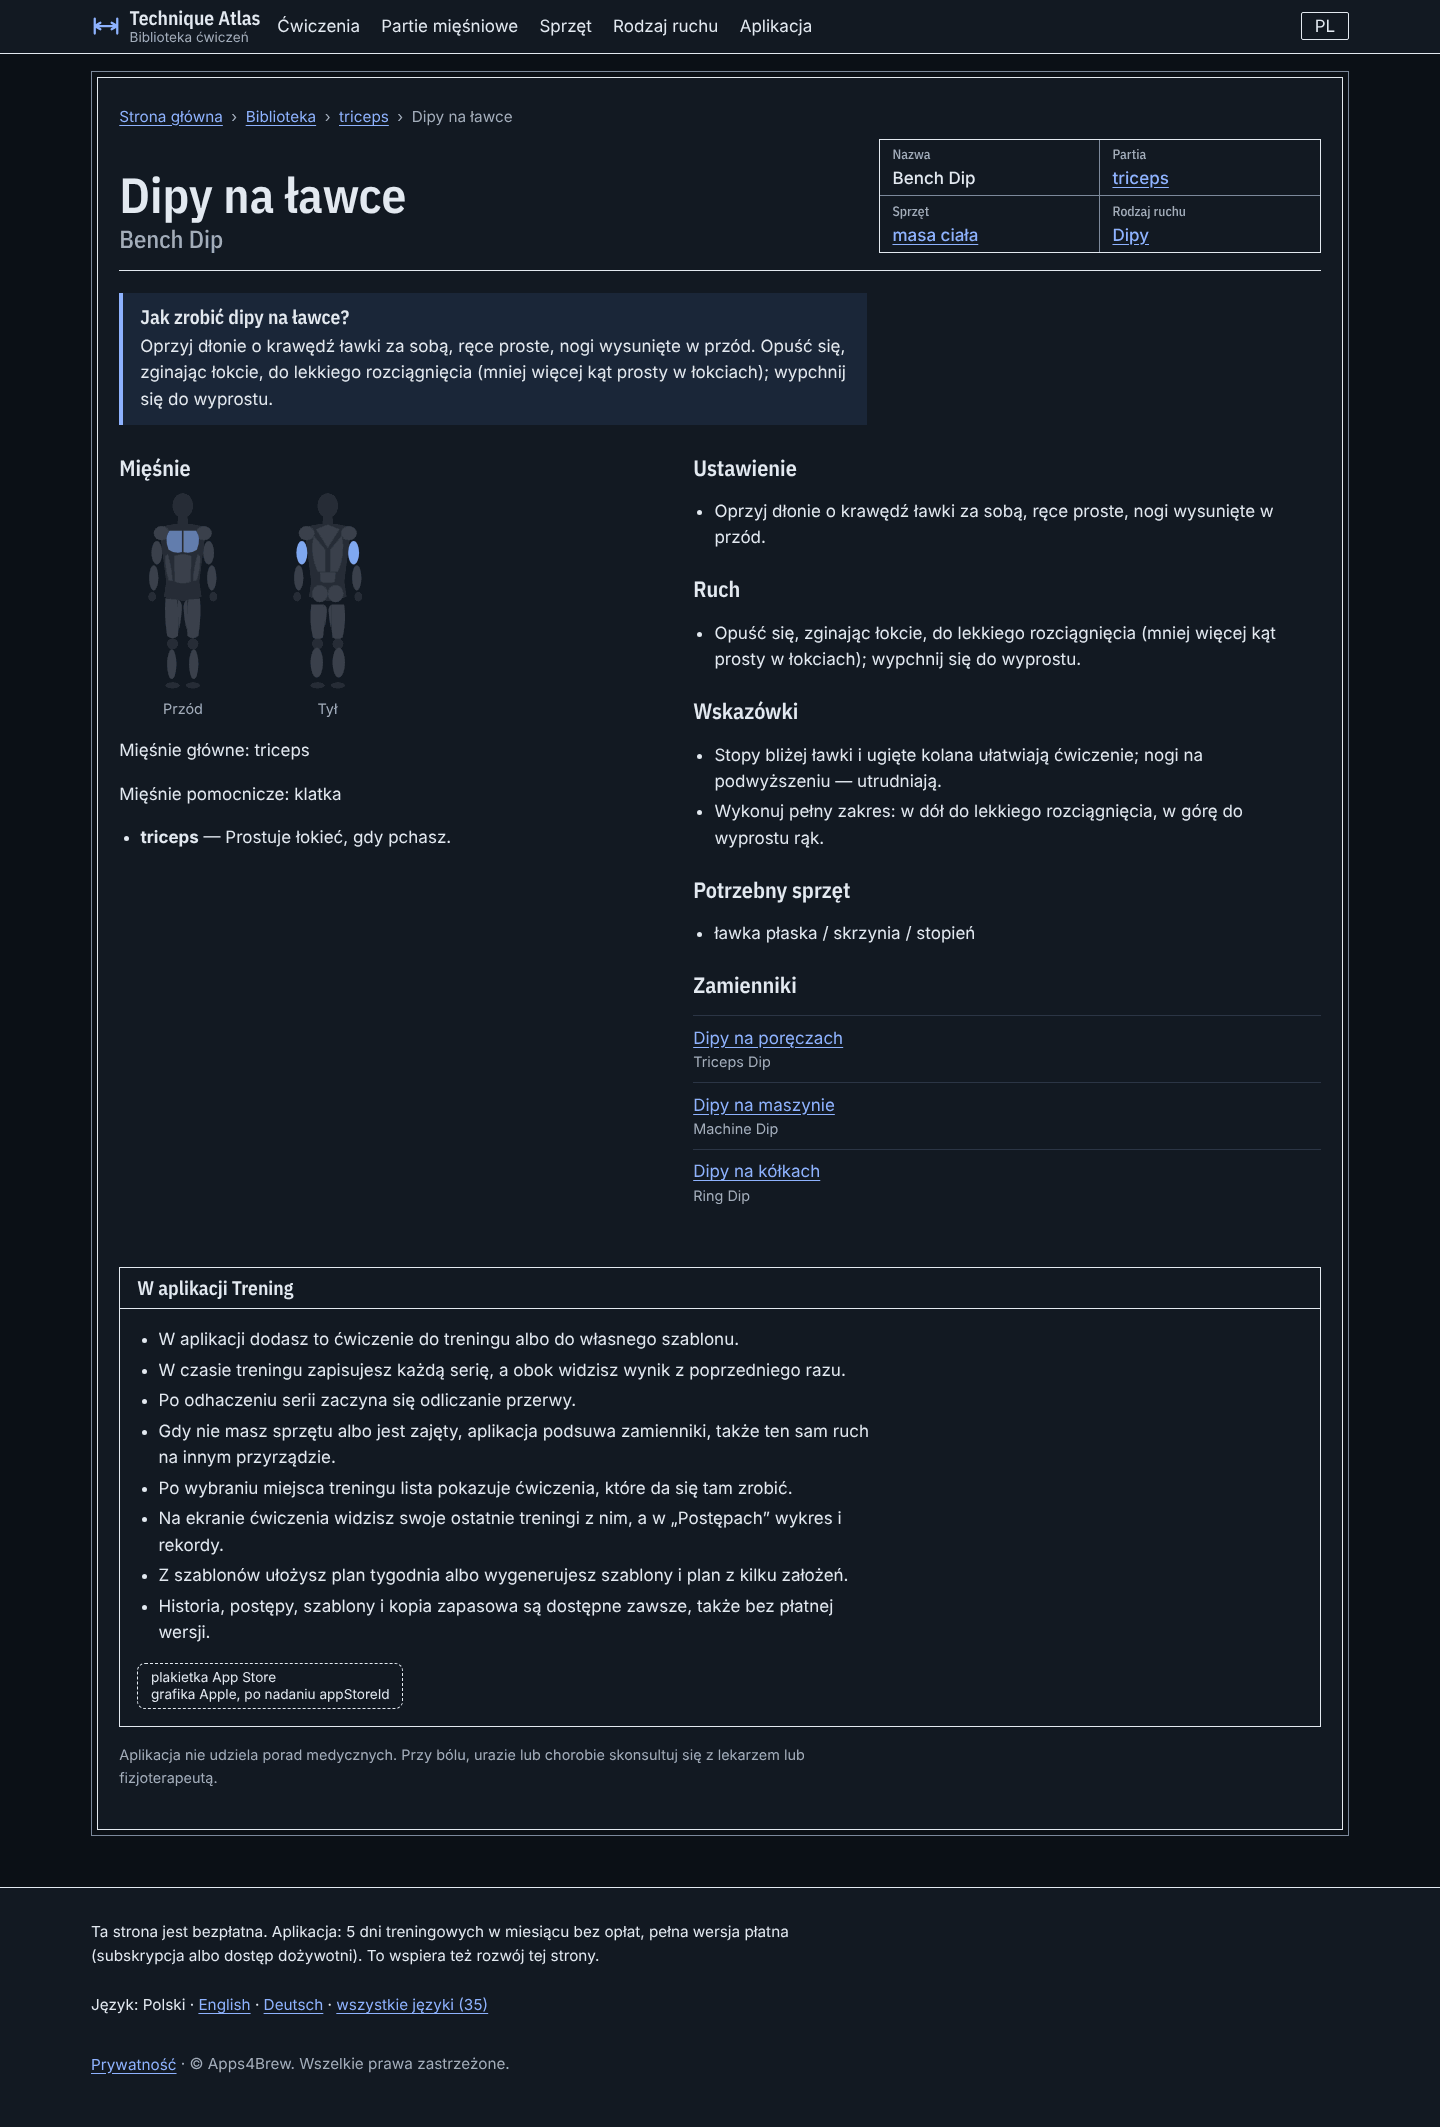 Technique Atlas
Biblioteka ćwiczeń
Ćwiczenia
Partie mięśniowe
Sprzęt
Rodzaj ruchu
Aplikacja
PL
Strona główna › Biblioteka › triceps › Dipy na ławce
Dipy na ławce
Bench Dip
Nazwa
Bench Dip
Partia
triceps
Sprzęt
masa ciała
Rodzaj ruchu
Dipy
Jak zrobić dipy na ławce?
Oprzyj dłonie o krawędź ławki za sobą, ręce proste, nogi wysunięte w przód. Opuść się,
zginając łokcie, do lekkiego rozciągnięcia (mniej więcej kąt prosty w łokciach); wypchnij
się do wyprostu.
Mięśnie
Przód
Tył
Mięśnie główne: triceps
Mięśnie pomocnicze: klatka
• triceps — Prostuje łokieć, gdy pchasz.
Ustawienie
• Oprzyj dłonie o krawędź ławki za sobą, ręce proste, nogi wysunięte w
przód.
Ruch
• Opuść się, zginając łokcie, do lekkiego rozciągnięcia (mniej więcej kąt
prosty w łokciach); wypchnij się do wyprostu.
Wskazówki
• Stopy bliżej ławki i ugięte kolana ułatwiają ćwiczenie; nogi na
podwyższeniu — utrudniają.
• Wykonuj pełny zakres: w dół do lekkiego rozciągnięcia, w górę do
wyprostu rąk.
Potrzebny sprzęt
• ławka płaska / skrzynia / stopień
Zamienniki
Dipy na poręczach
Triceps Dip
Dipy na maszynie
Machine Dip
Dipy na kółkach
Ring Dip
W aplikacji Trening
• W aplikacji dodasz to ćwiczenie do treningu albo do własnego szablonu.
• W czasie treningu zapisujesz każdą serię, a obok widzisz wynik z poprzedniego razu.
• Po odhaczeniu serii zaczyna się odliczanie przerwy.
• Gdy nie masz sprzętu albo jest zajęty, aplikacja podsuwa zamienniki, także ten sam ruch
na innym przyrządzie.
• Po wybraniu miejsca treningu lista pokazuje ćwiczenia, które da się tam zrobić.
• Na ekranie ćwiczenia widzisz swoje ostatnie treningi z nim, a w „Postępach” wykres i
rekordy.
• Z szablonów ułożysz plan tygodnia albo wygenerujesz szablony i plan z kilku założeń.
• Historia, postępy, szablony i kopia zapasowa są dostępne zawsze, także bez płatnej
wersji.
plakietka App Store
grafika Apple, po nadaniu appStoreId
Aplikacja nie udziela porad medycznych. Przy bólu, urazie lub chorobie skonsultuj się z lekarzem lub
fizjoterapeutą.
Ta strona jest bezpłatna. Aplikacja: 5 dni treningowych w miesiącu bez opłat, pełna wersja płatna
(subskrypcja albo dostęp dożywotni). To wspiera też rozwój tej strony.
Język: Polski · English · Deutsch · wszystkie języki (35)
Prywatność · © Apps4Brew. Wszelkie prawa zastrzeżone.